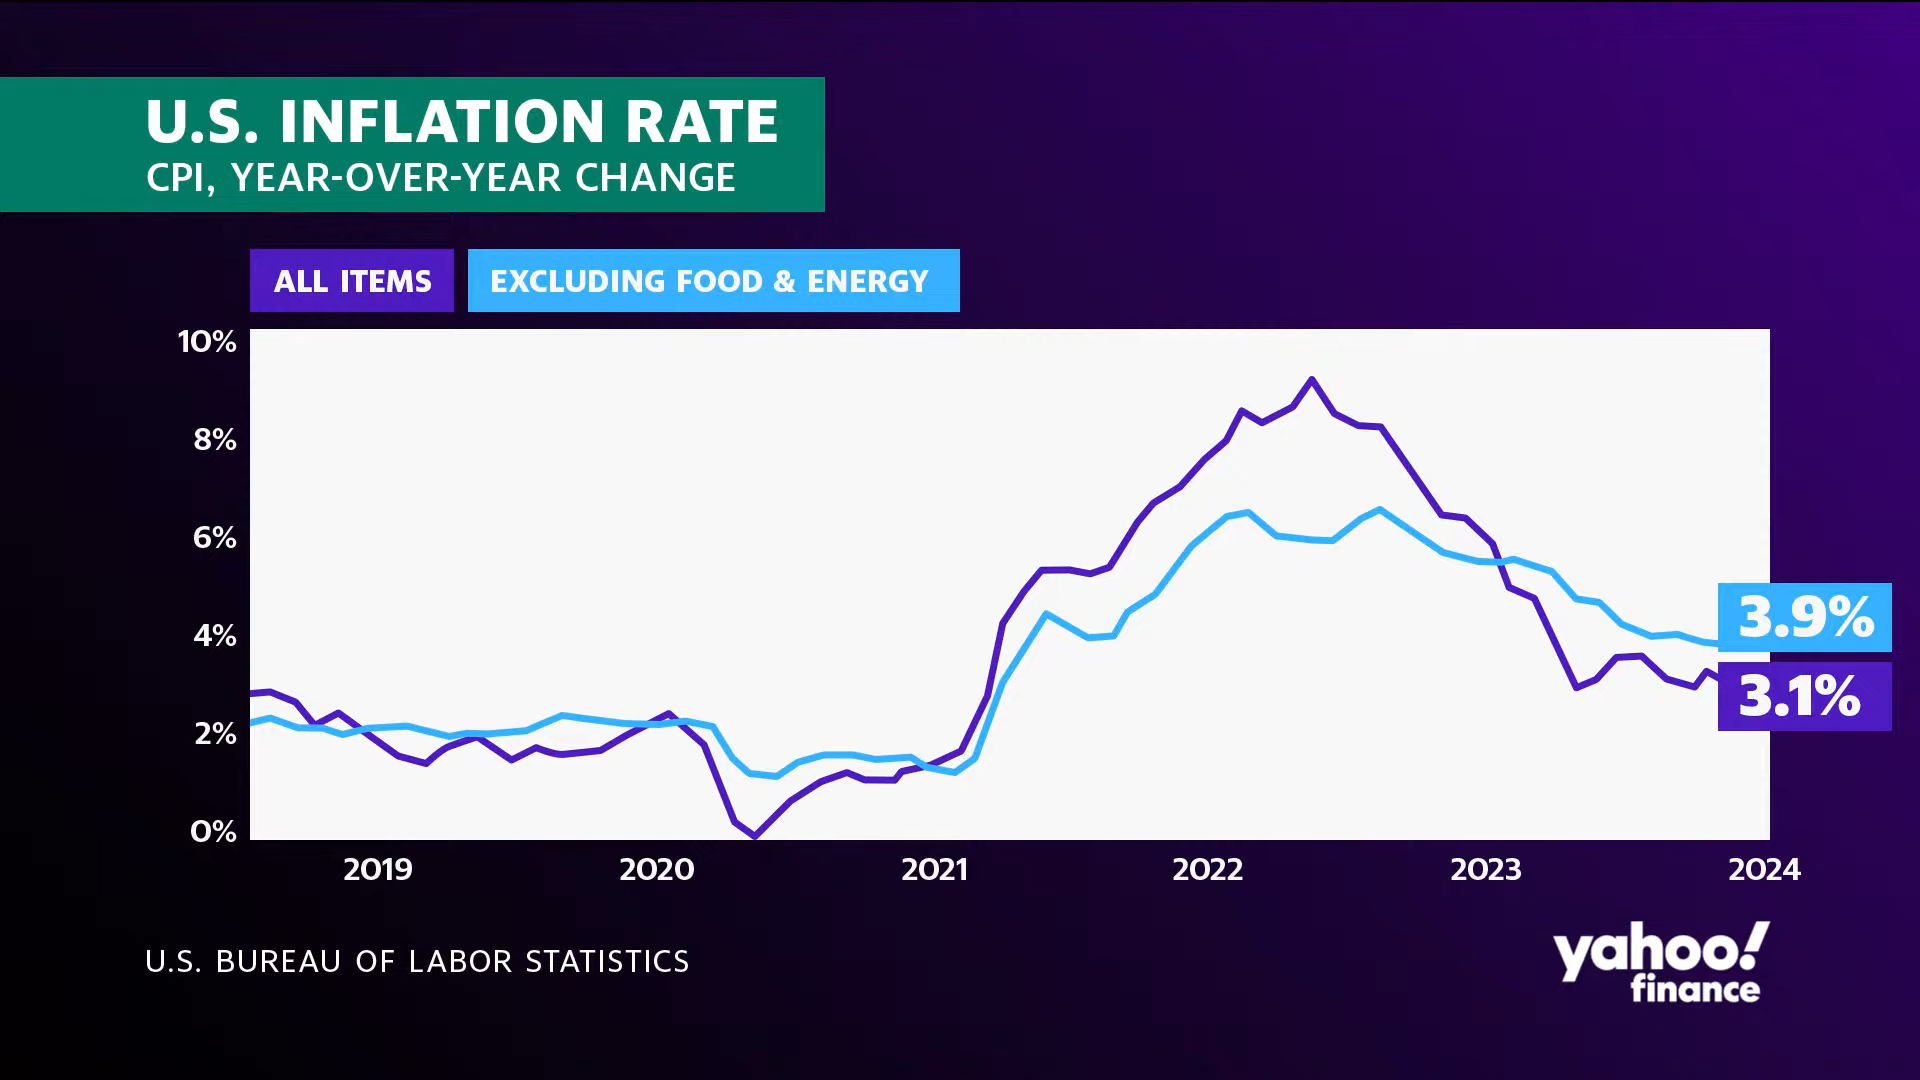 U.S. INFLATION RATE
CPI, YEAR-OVER-YEAR CHANGE
ALL ITEMS
EXCLUDING FOOD & ENERGY
10%
8%
6%
4%
2%
0%
3.9%
3.1%
2019 2020 2021 2022 2023 2024
U.S. BUREAU OF LABOR STATISTICS
yahoo!
finance